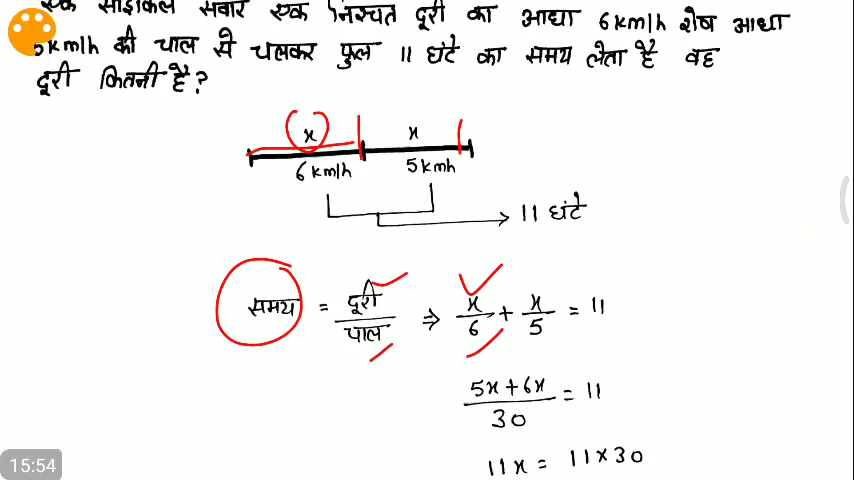 एक साइकिल सवार एक निश्चत दूरी का आधा 6 km/h शेष आधा
5 km/h की चाल से चलकर कुल 11 घंटे का समय लेता है वह
दूरी कितनी है?
x x
6 km/h 5 kmh
11 घंटे
समय = दूरी/चाल ⇒ x/6 + x/5 = 11
(5x + 6x)/30 = 11
11x = 11 × 30
15:54